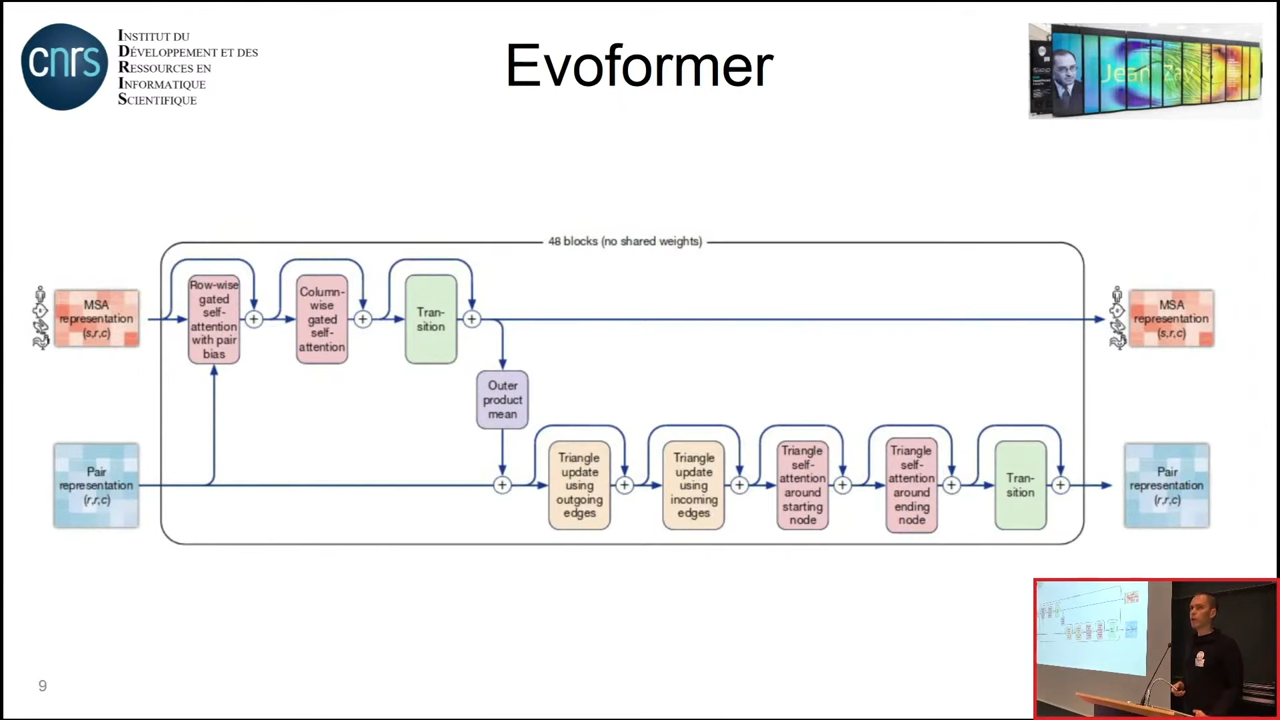 cnrs
INSTITUT DU
DÉVELOPPEMENT ET DES
RESSOURCES EN
INFORMATIQUE
SCIENTIFIQUE
Evoformer
Jean Zay
48 blocks (no shared weights)
MSA
representation
(s,r,c)
Row-wise
gated
self-
attention
with pair
bias
+
Column-
wise
gated
self-
attention
+
Tran-
sition
+
MSA
representation
(s,r,c)
Outer
product
mean
Pair
representation
(r,r,c)
+
Triangle
update
using
outgoing
edges
+
Triangle
update
using
incoming
edges
+
Triangle
self-
attention
around
starting
node
+
Triangle
self-
attention
around
ending
node
+
Tran-
sition
+
Pair
representation
(r,r,c)
9